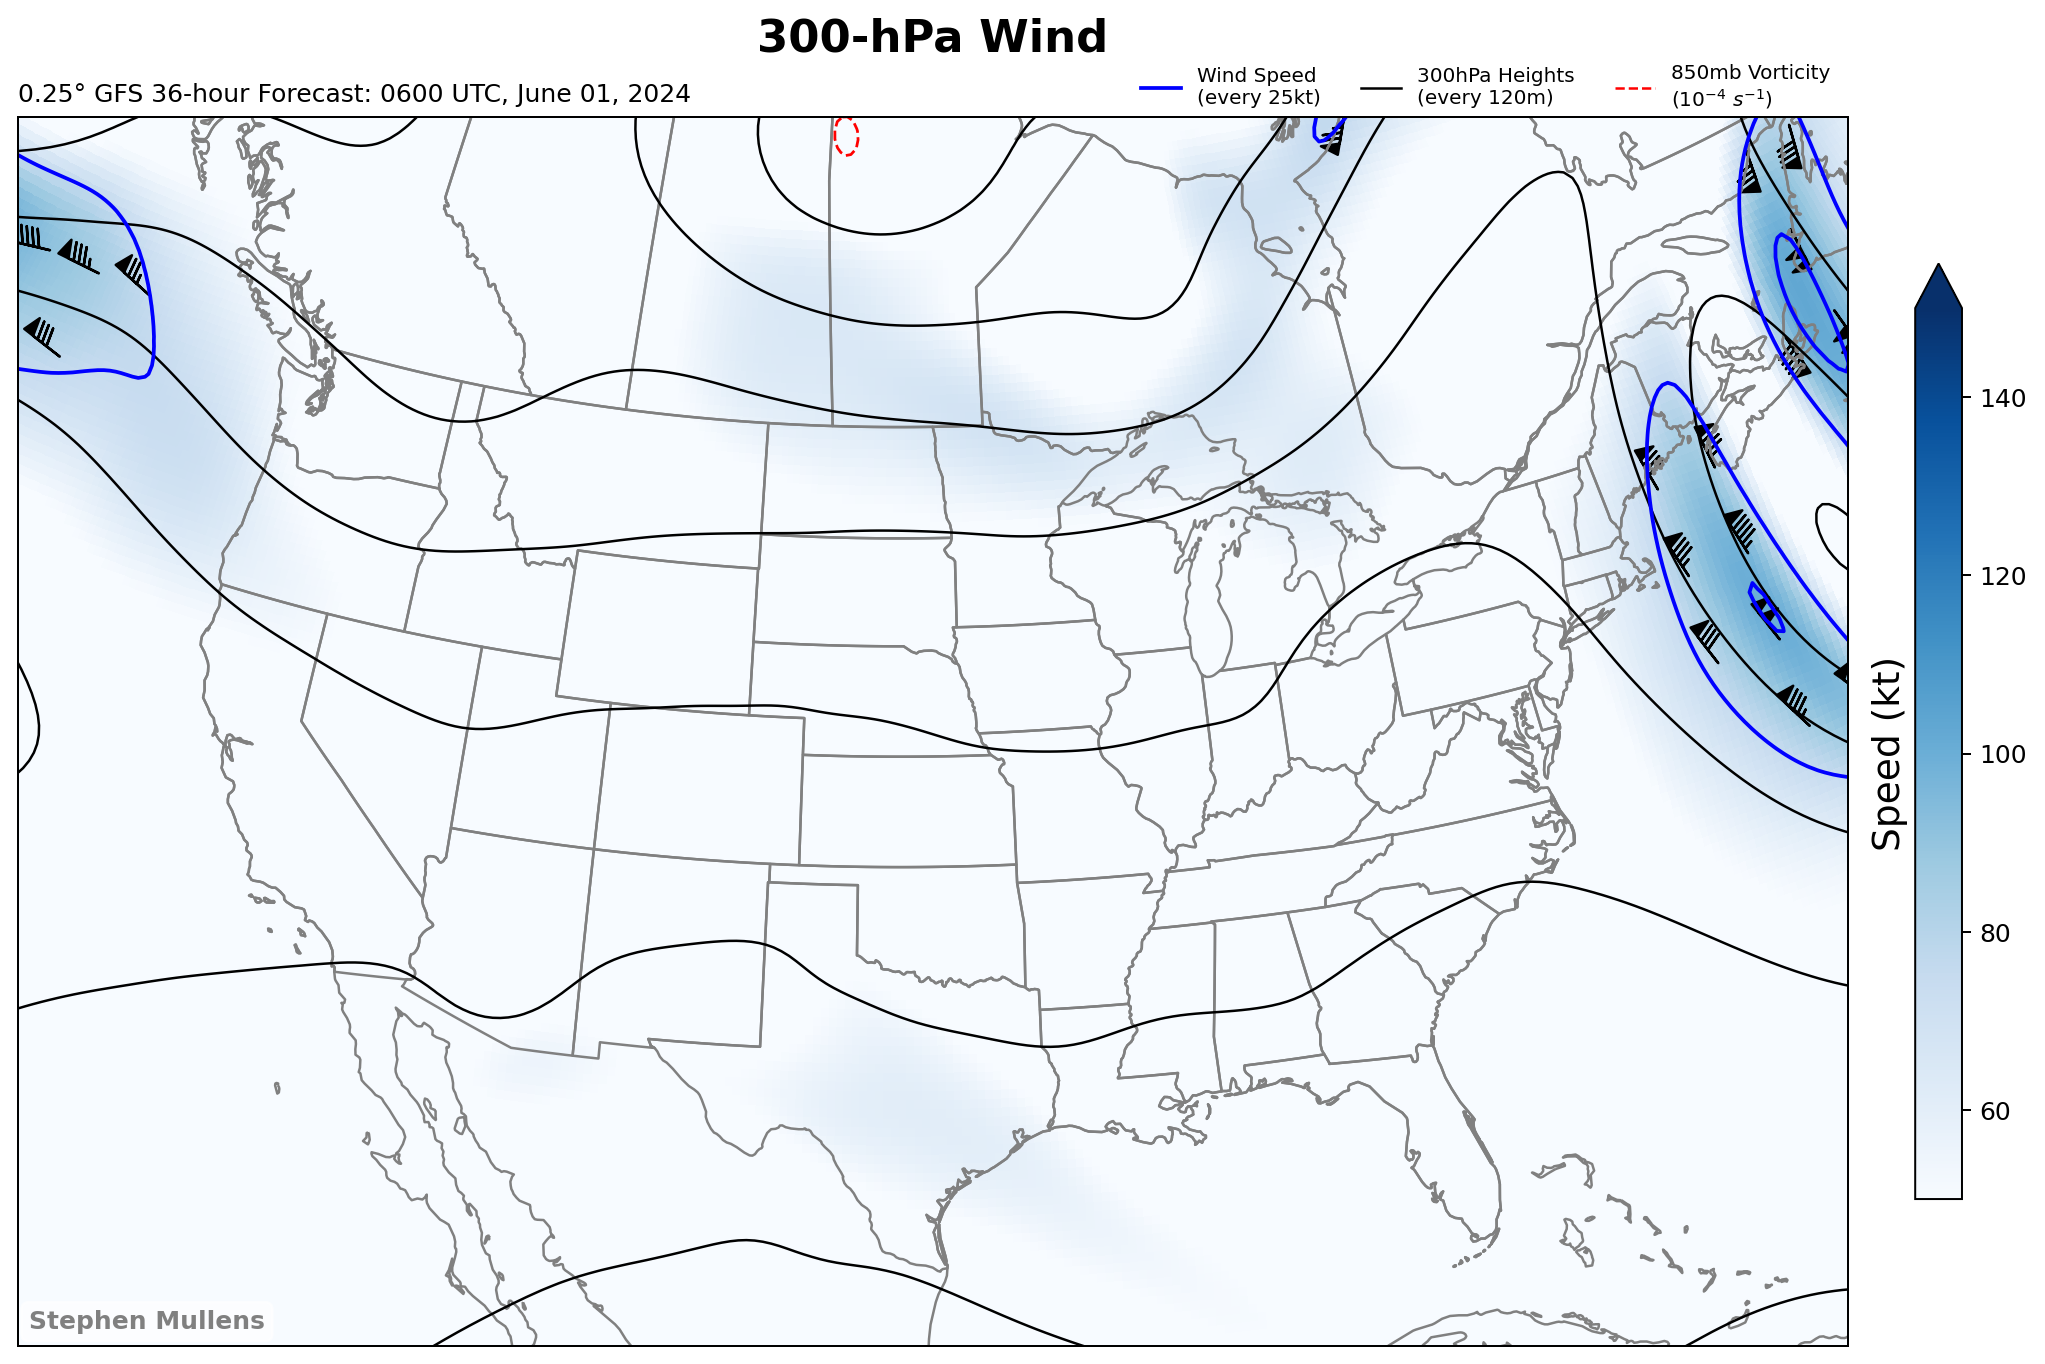 300-hPa Wind
0.25° GFS 36-hour Forecast: 0600 UTC, June 01, 2024
Wind Speed
(every 25kt)
300hPa Heights
(every 120m)
850mb Vorticity
(10⁻⁴ s⁻¹)
140
120
100
80
60
Speed (kt)
Stephen Mullens